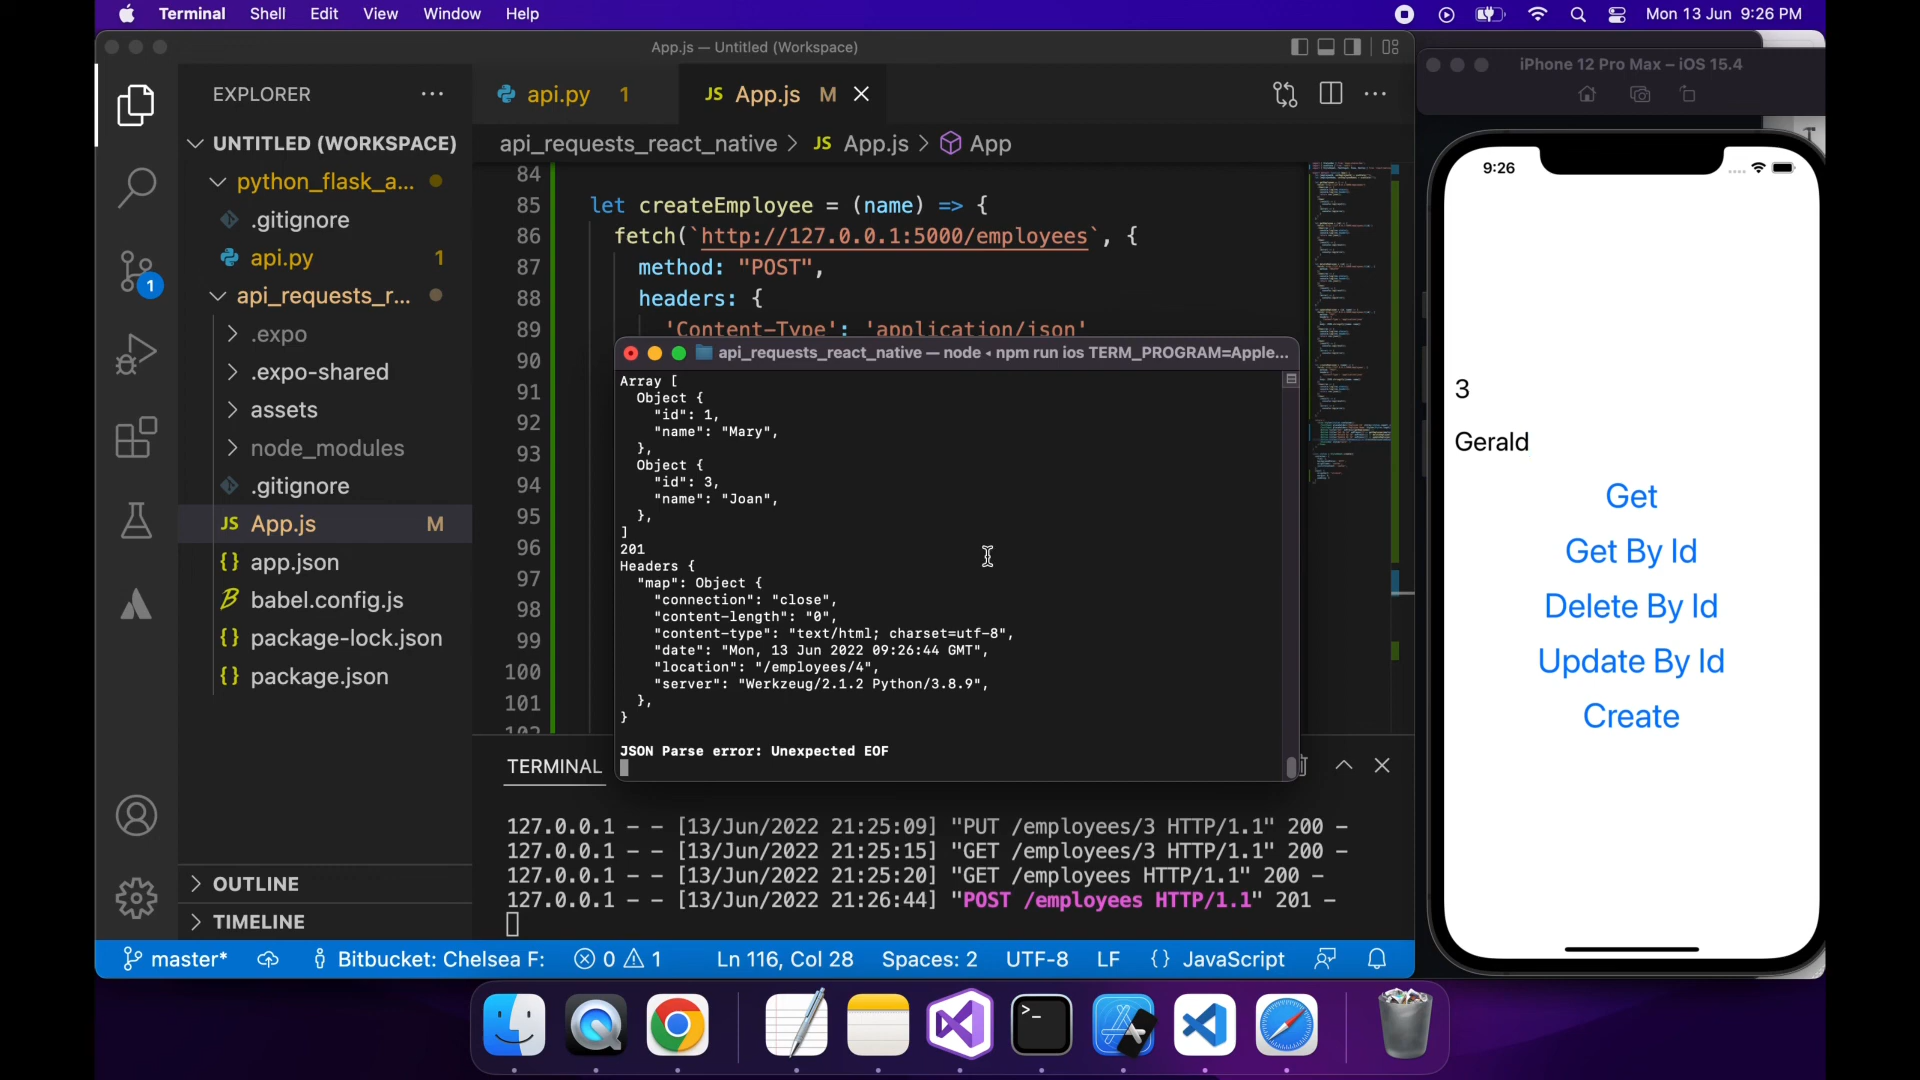 Terminal Shell Edit View Window Help
Mon 13 Jun 9:26 PM
App.js — Untitled (Workspace)
EXPLORER
UNTITLED (WORKSPACE)
python_flask_a...
.gitignore
api.py 1
api_requests_r...
.expo
.expo-shared
assets
node_modules
.gitignore
JS App.js M
{} app.json
babel.config.js
{} package-lock.json
{} package.json
OUTLINE
TIMELINE
1
api.py 1
JS App.js M
api_requests_react_native > JS App.js > App
84
85 let createEmployee = (name) => {
86 fetch(`http://127.0.0.1:5000/employees`, {
87 method: "POST",
88 headers: {
89 'Content-Type': 'application/json'
90
91
92
93
94
95
96
97
98
99
100
101
102
api_requests_react_native — node ◂ npm run ios TERM_PROGRAM=Apple...
Array [
Object {
"id": 1,
"name": "Mary",
},
Object {
"id": 3,
"name": "Joan",
},
]
201
Headers {
"map": Object {
"connection": "close",
"content-length": "0",
"content-type": "text/html; charset=utf-8",
"date": "Mon, 13 Jun 2022 09:26:44 GMT",
"location": "/employees/4",
"server": "Werkzeug/2.1.2 Python/3.8.9",
},
}
JSON Parse error: Unexpected EOF
TERMINAL
127.0.0.1 - - [13/Jun/2022 21:25:09] "PUT /employees/3 HTTP/1.1" 200 -
127.0.0.1 - - [13/Jun/2022 21:25:15] "GET /employees/3 HTTP/1.1" 200 -
127.0.0.1 - - [13/Jun/2022 21:25:20] "GET /employees HTTP/1.1" 200 -
127.0.0.1 - - [13/Jun/2022 21:26:44] "POST /employees HTTP/1.1" 201 -
master* Bitbucket: Chelsea F: 0 1 Ln 116, Col 28 Spaces: 2 UTF-8 LF {} JavaScript
iPhone 12 Pro Max – iOS 15.4
9:26
3
Gerald
Get
Get By Id
Delete By Id
Update By Id
Create